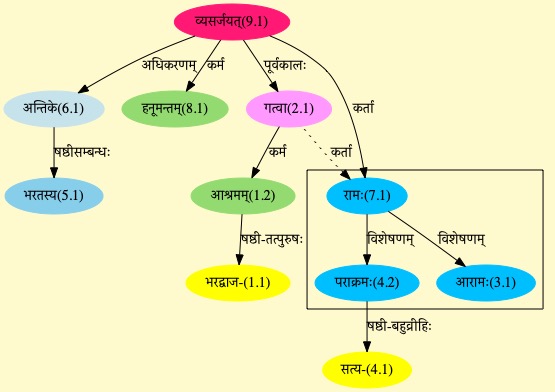 व्यसर्जयत्(9.1)
अधिकरणम् कर्म पूर्वकालः
अन्तिके(6.1) हनूमन्तम्(8.1) गत्वा(2.1) कर्ता
षष्ठीसम्बन्धः कर्म कर्ता
भरतस्य(5.1) आश्रमम्(1.2) रामः(7.1)
षष्ठी-तत्पुरुषः विशेषणम् विशेषणम्
भरद्वाज-(1.1) पराक्रमः(4.2) आरामः(3.1)
षष्ठी-बहुव्रीहिः
सत्य-(4.1)